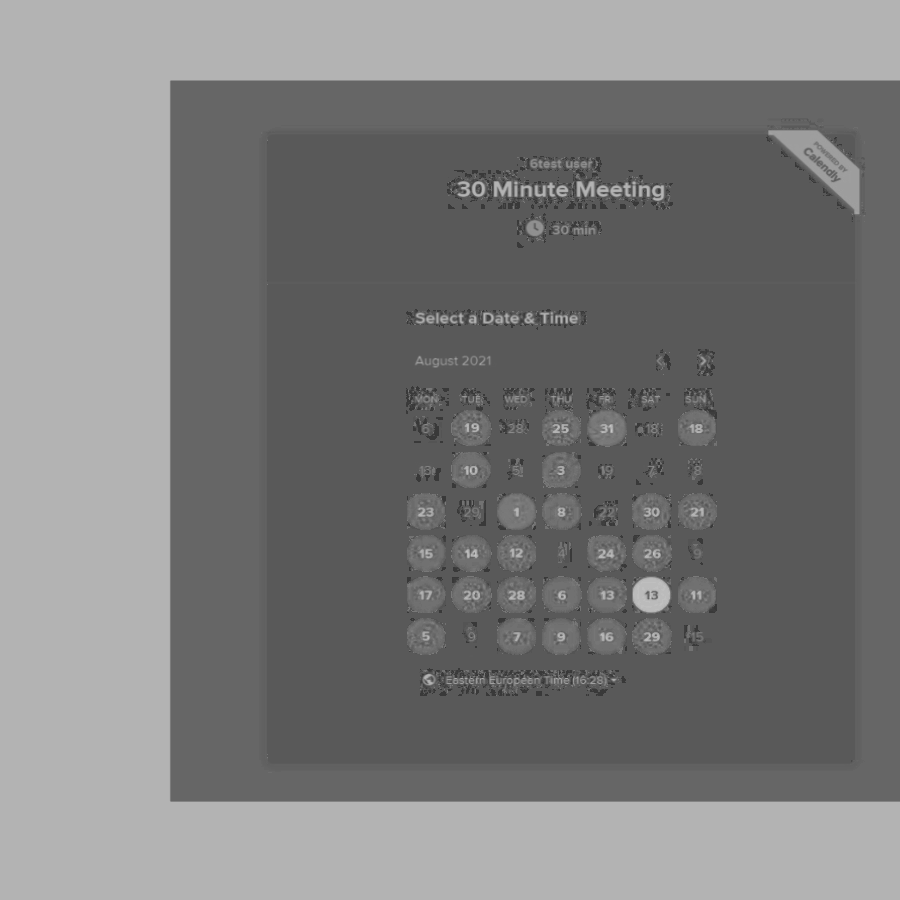 POWERED BY
Calendly
6test user
30 Minute Meeting
30 min
Select a Date & Time
August 2021
MON TUE WED THU FRI SAT SUN
6 19 28 25 31 18 18
13 10 5 3 19 7 8
23 29 1 8 22 30 21
15 14 12 4 24 26 9
17 20 28 6 13 13 11
5 9 7 9 16 29 15
Eastern European Time (16:28)